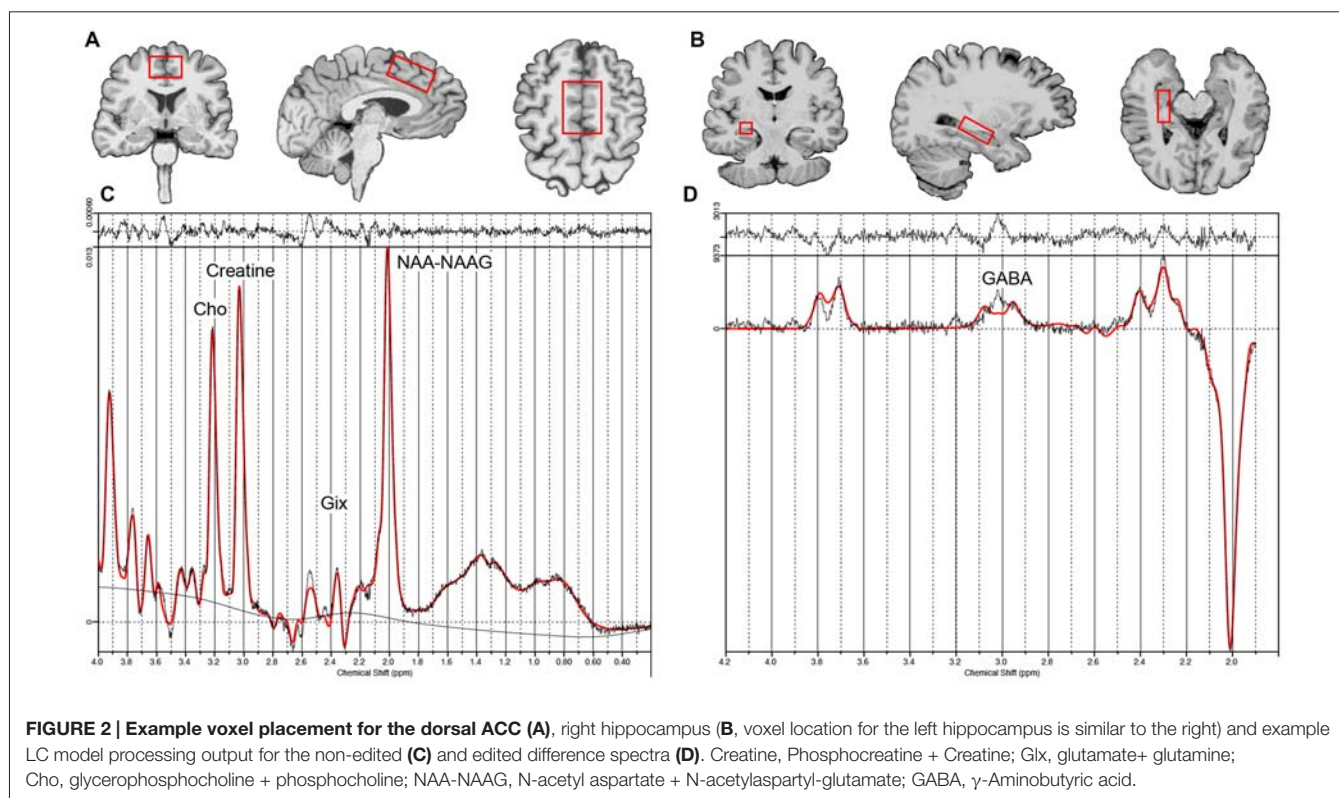 A
B
C
D
0.00060
0.013
0
Cho
Creatine
Gix
NAA-NAAG
4.0 3.8 3.6 3.4 3.2 3.0 2.8 2.6 2.4 2.2 2.0 1.8 1.6 1.4 1.2 1.0 0.80 0.60 0.40
Chemical Shift (ppm)
3013
9373
0
GABA
4.2 4.0 3.8 3.6 3.4 3.2 3.0 2.8 2.6 2.4 2.2 2.0
Chemical Shift (ppm)
FIGURE 2 | Example voxel placement for the dorsal ACC (A), right hippocampus (B, voxel location for the left hippocampus is similar to the right) and example
LC model processing output for the non-edited (C) and edited difference spectra (D). Creatine, Phosphocreatine + Creatine; Glx, glutamate+ glutamine;
Cho, glycerophosphocholine + phosphocholine; NAA-NAAG, N-acetyl aspartate + N-acetylaspartyl-glutamate; GABA, γ-Aminobutyric acid.